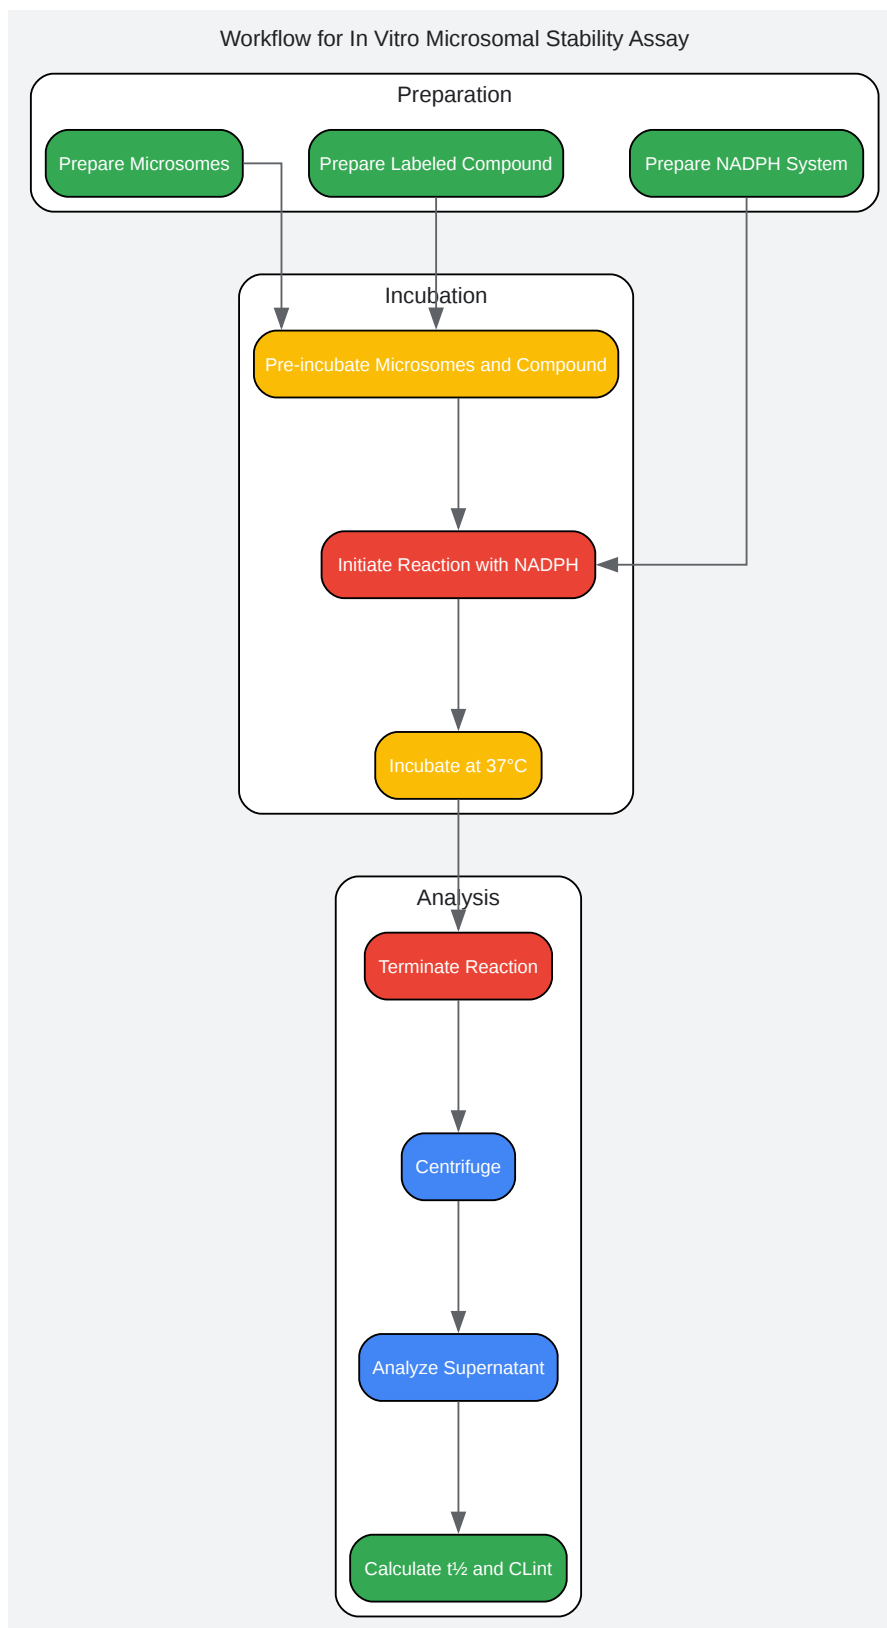 Workflow for In Vitro Microsomal Stability Assay
Preparation
Prepare Microsomes
Prepare Labeled Compound
Prepare NADPH System
Incubation
Pre-incubate Microsomes and Compound
Initiate Reaction with NADPH
Incubate at 37°C
Analysis
Terminate Reaction
Centrifuge
Analyze Supernatant
Calculate t½ and CLint